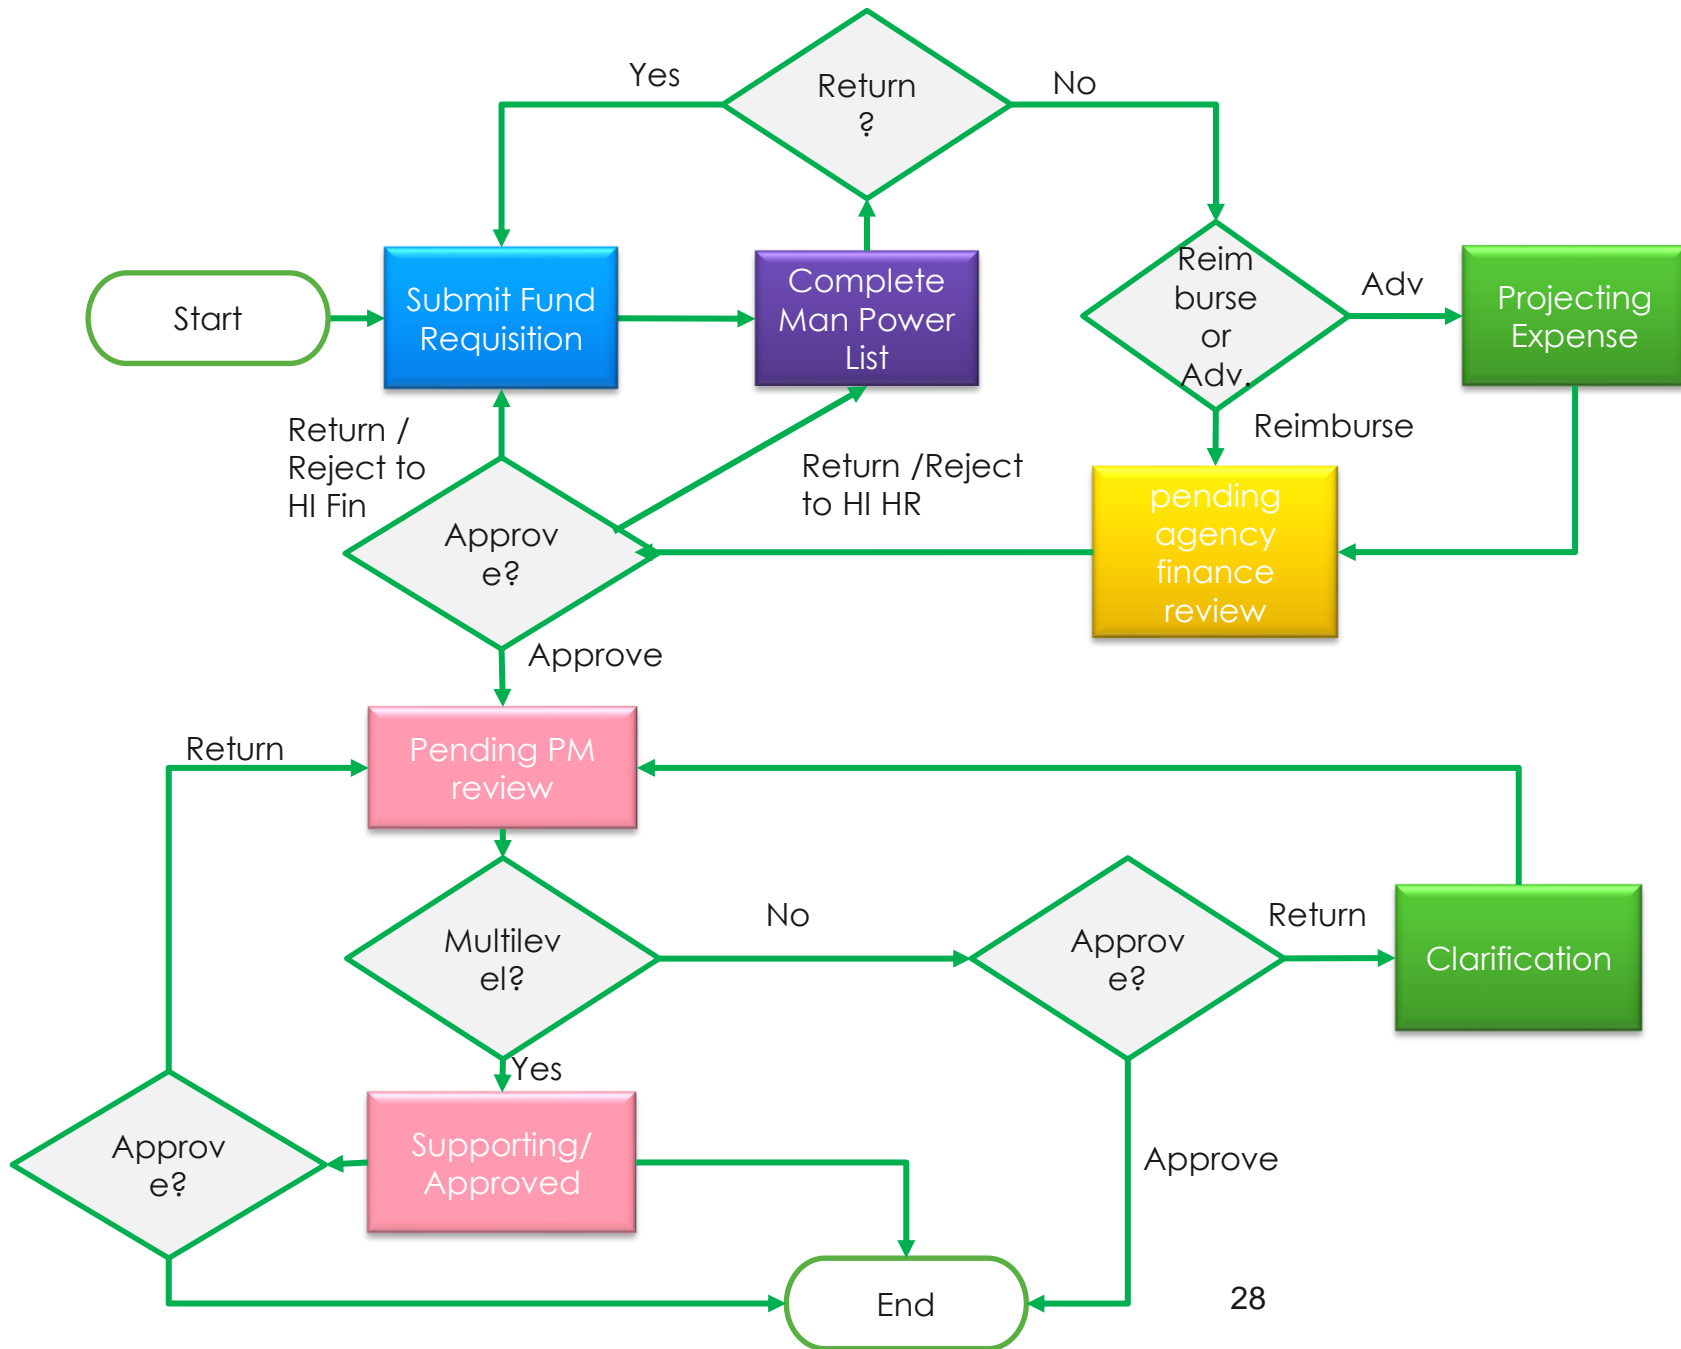 Return
?
Yes
No
Start
Submit Fund
Requisition
Complete
Man Power
List
Reim
burse
or
Adv.
Adv
Projecting
Expense
Return /
Reject to
HI Fin
Return /Reject
to HI HR
Reimburse
Approv
e?
pending
agency
finance
review
Approve
Return
Pending PM
review
Multilev
el?
No
Approv
e?
Return
Clarification
Yes
Approv
e?
Supporting/
Approved
Approve
End
28